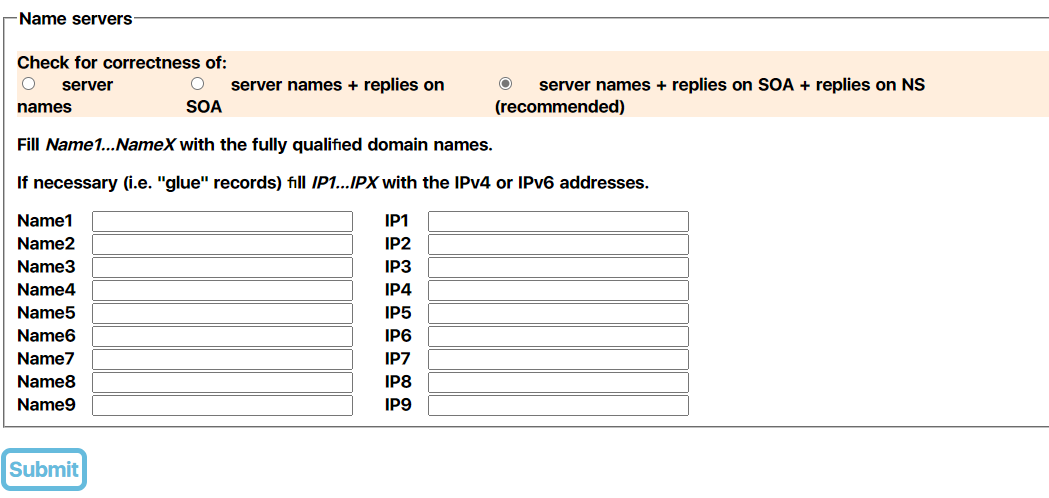 Name servers
Check for correctness of:
server names
server names + replies on SOA
server names + replies on SOA + replies on NS (recommended)
Fill Name1...NameX with the fully qualified domain names.
If necessary (i.e. "glue" records) fill IP1...IPX with the IPv4 or IPv6 addresses.
Name1 IP1
Name2 IP2
Name3 IP3
Name4 IP4
Name5 IP5
Name6 IP6
Name7 IP7
Name8 IP8
Name9 IP9
Submit